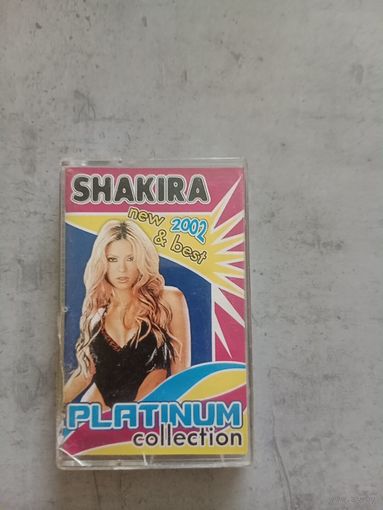 SHAKIRA
new 2002
& best
PLATINUM
collection